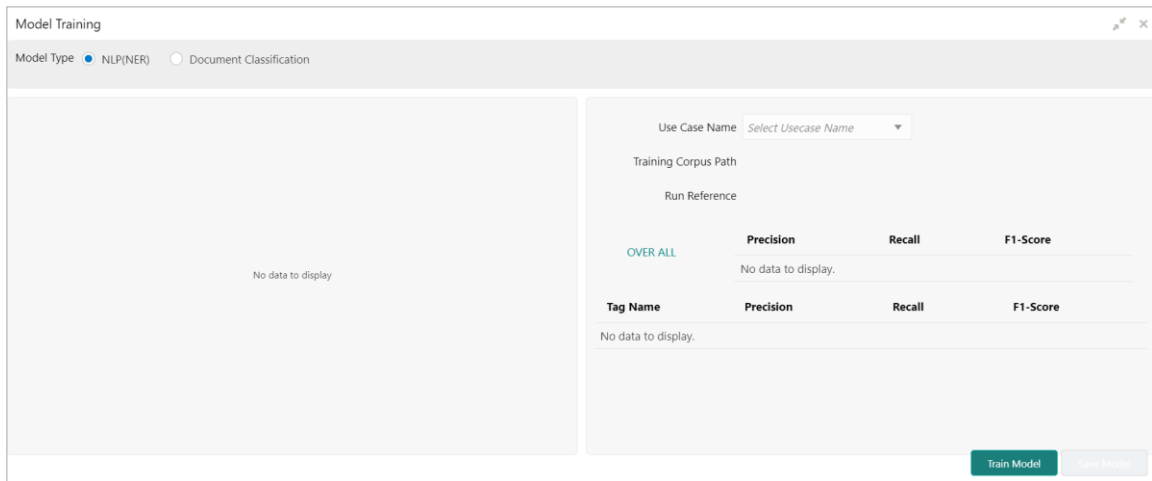 Model Training
Model Type NLP(NER) Document Classification
No data to display
Use Case Name Select Usecase Name
Training Corpus Path
Run Reference
OVER ALL
Precision Recall F1-Score
No data to display.
Tag Name Precision Recall F1-Score
No data to display.
Train Model Save Model